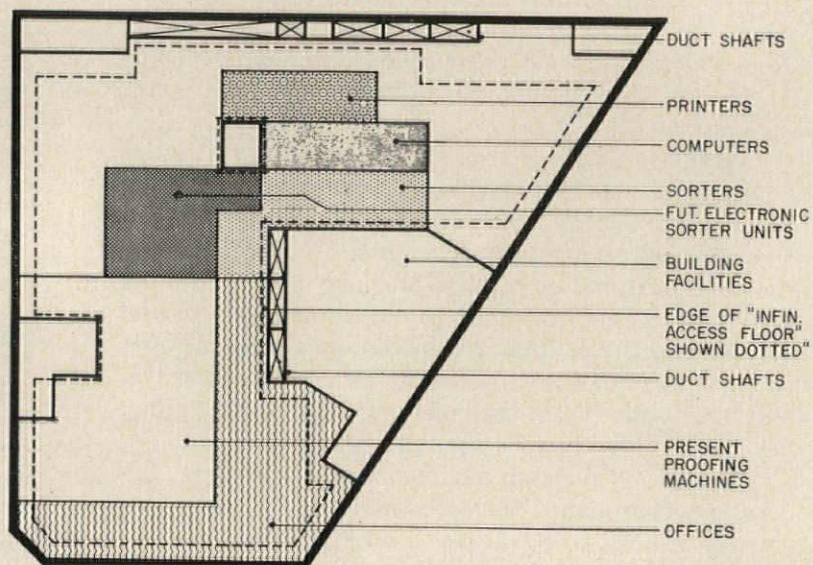 DUCT SHAFTS
PRINTERS
COMPUTERS
SORTERS
FUT. ELECTRONIC
SORTER UNITS
BUILDING
FACILITIES
EDGE OF "INFIN.
ACCESS FLOOR"
SHOWN DOTTED"
DUCT SHAFTS
PRESENT
PROOFING
MACHINES
OFFICES